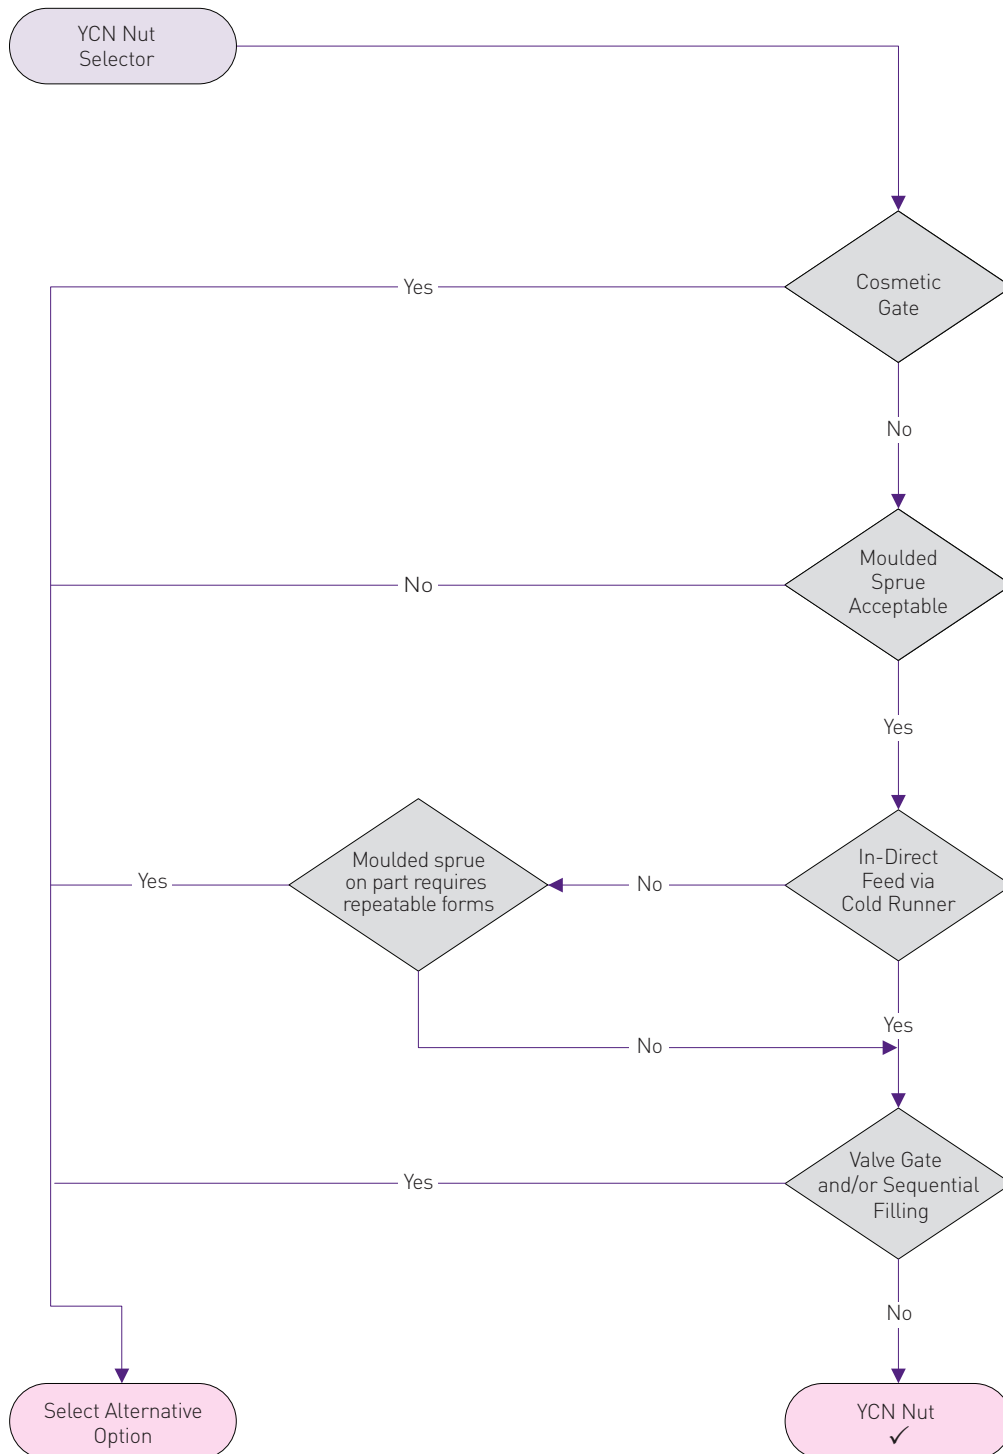 YCN Nut
Selector
Cosmetic
Gate
Yes
No
Moulded
Sprue
Acceptable
No
Yes
In-Direct
Feed via
Cold Runner
No
Moulded sprue
on part requires
repeatable forms
Yes
Yes
No
Valve Gate
and/or Sequential
Filling
Yes
No
Select Alternative
Option
YCN Nut
✓